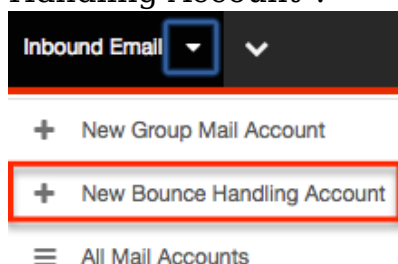 Handling Account".
Inbound Email
New Group Mail Account
New Bounce Handling Account
All Mail Accounts